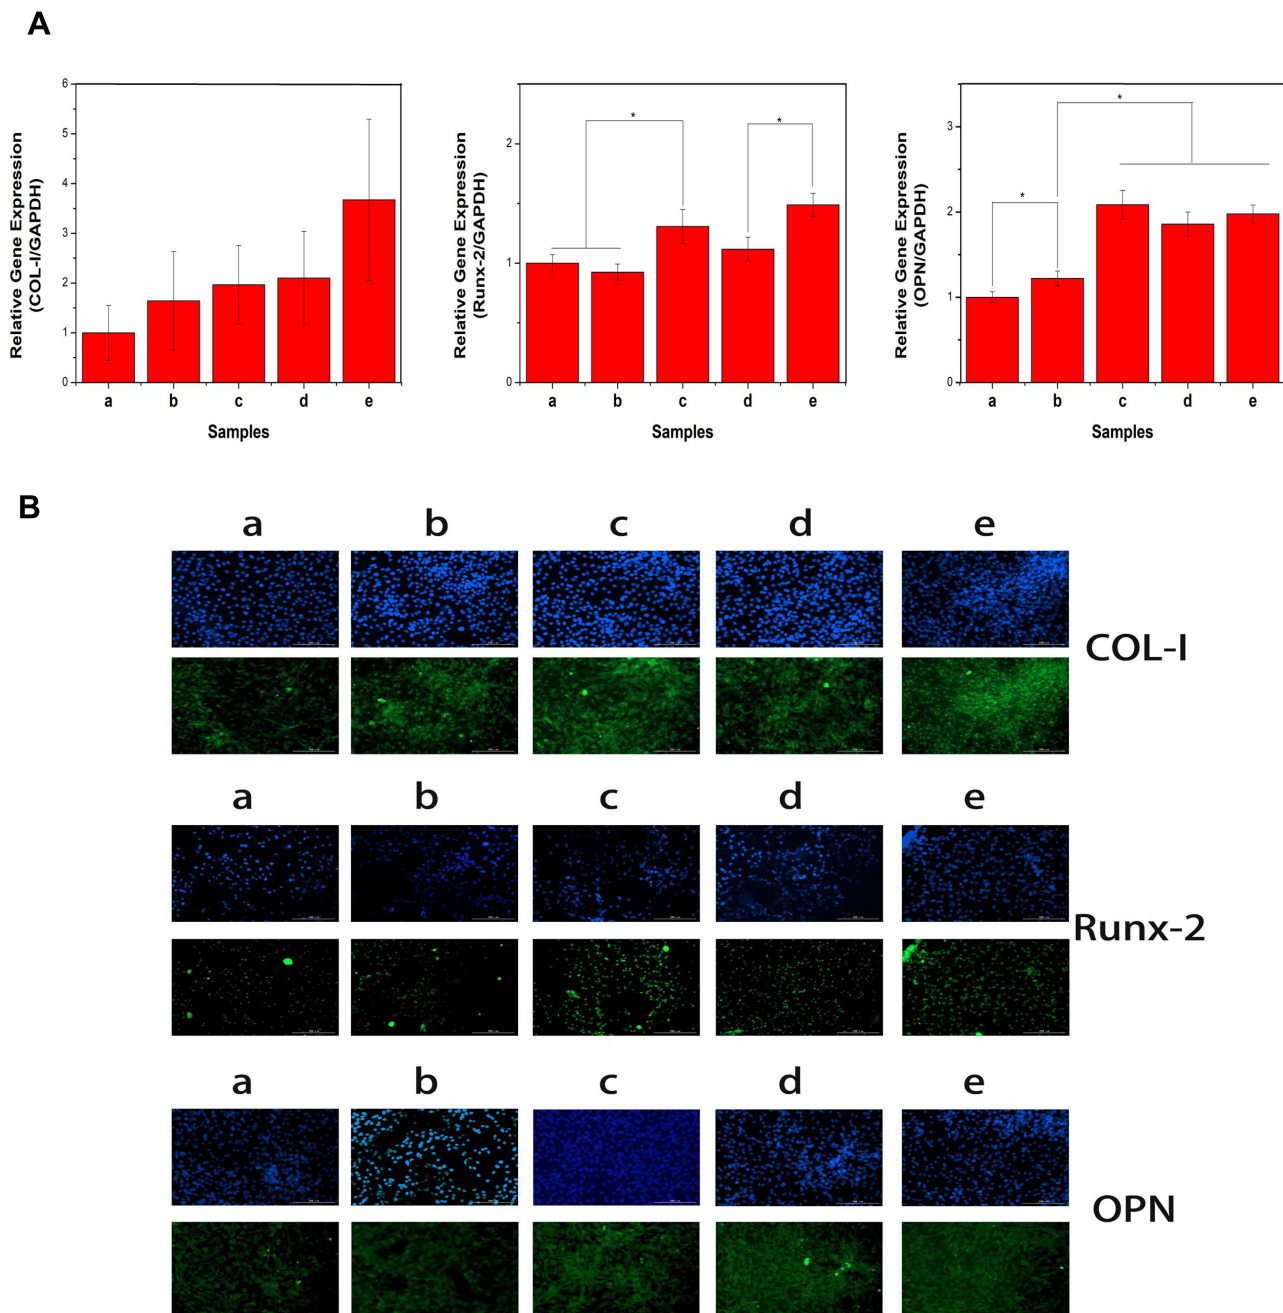 A
Relative Gene Expression
(COL-I/GAPDH)
6
5
4
3
2
1
0
a b c d e
Samples
Relative Gene Expression
(Runx-2/GAPDH)
2
1
0
* *
a b c d e
Samples
Relative Gene Expression
(OPN/GAPDH)
3
2
1
0
* *
a b c d e
Samples
B
a b c d e
COL-I
a b c d e
Runx-2
a b c d e
OPN